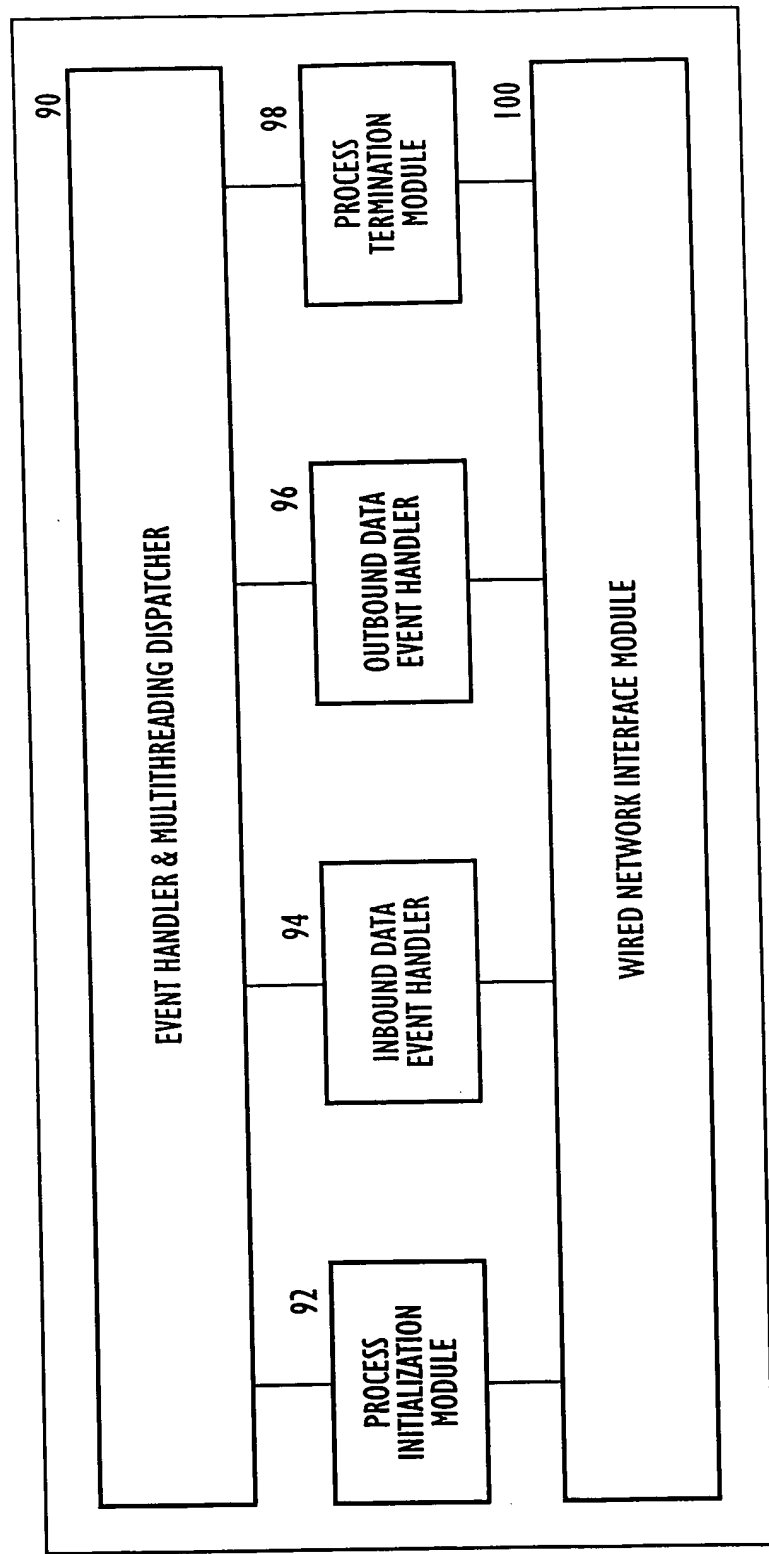 90
EVENT HANDLER & MULTITHREADING DISPATCHER
92
PROCESS
INITIALIZATION
MODULE
94
INBOUND DATA
EVENT HANDLER
96
OUTBOUND DATA
EVENT HANDLER
98
PROCESS
TERMINATION
MODULE
100
WIRED NETWORK INTERFACE MODULE